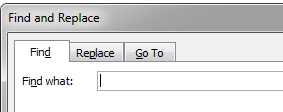 Find and Replace
Find Replace Go To
Find what: